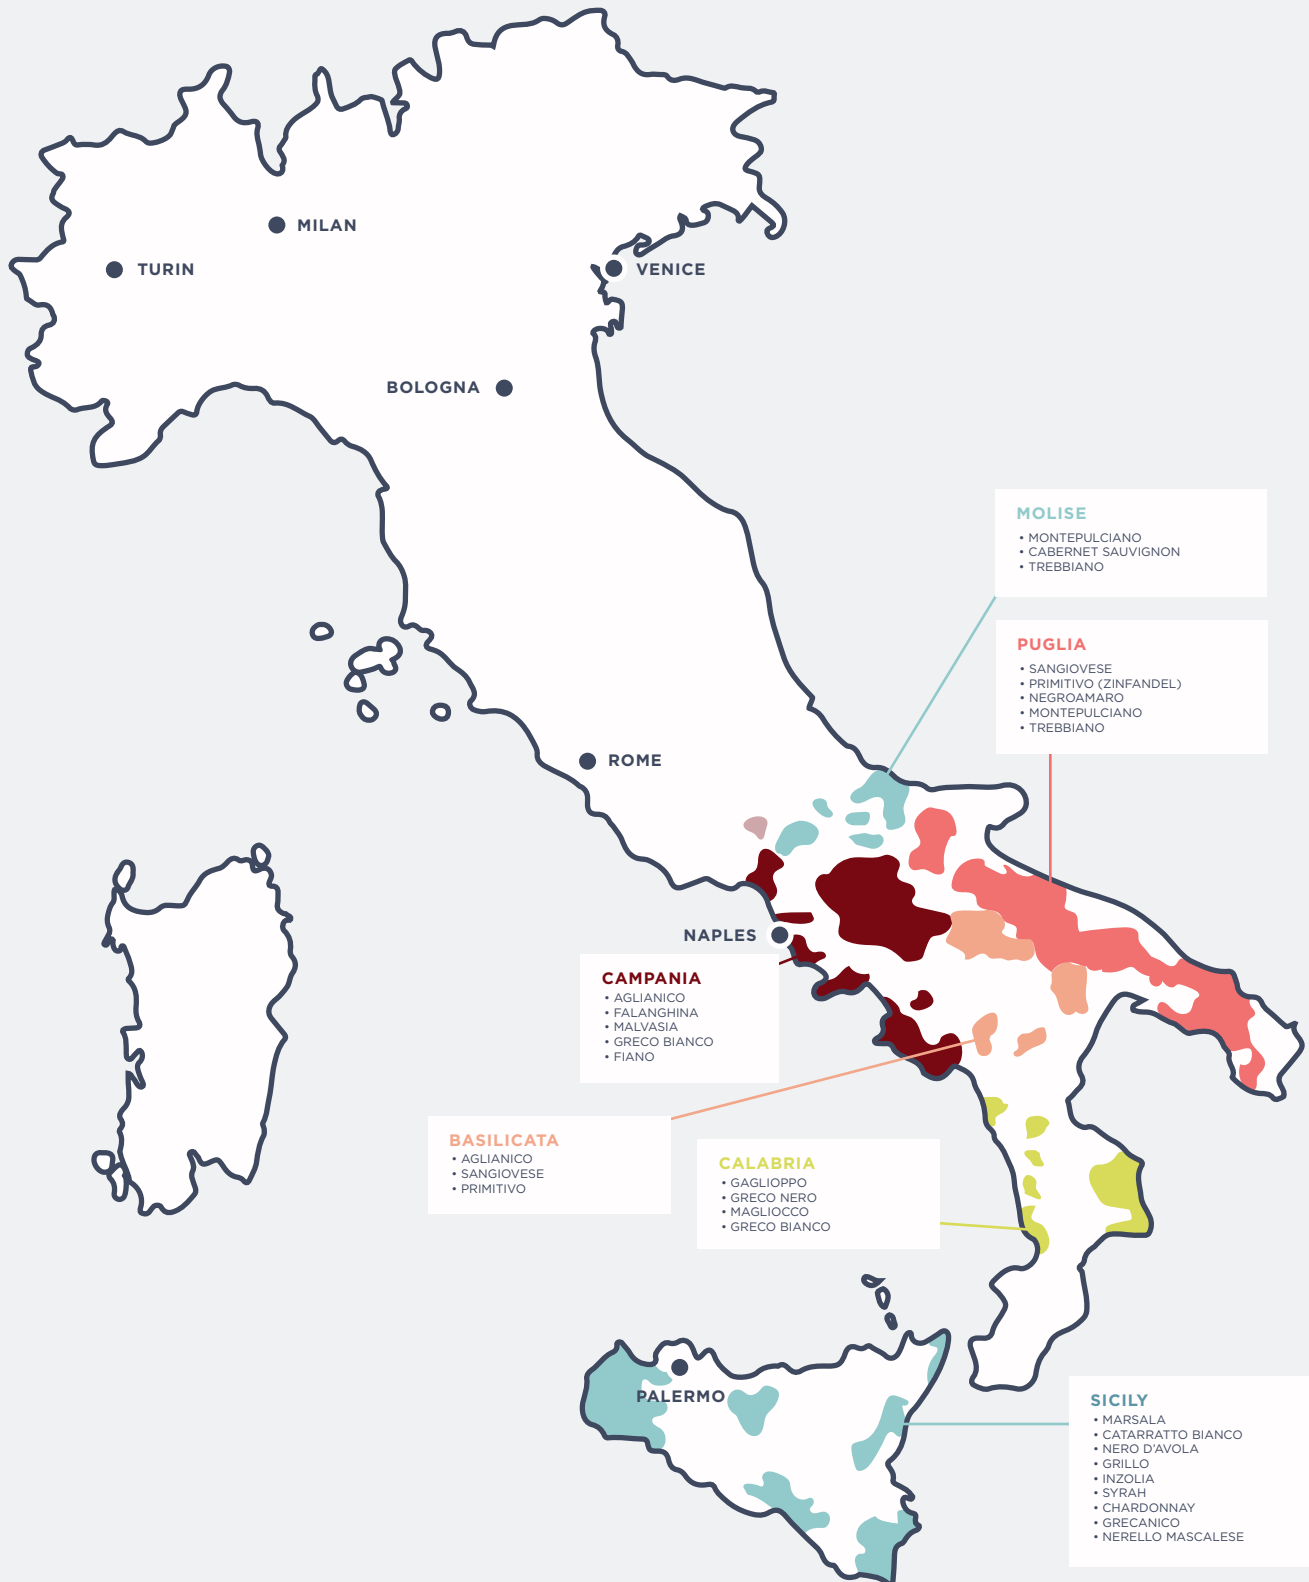 MILAN
TURIN
VENICE
BOLOGNA
MOLISE
• MONTEPULCIANO
• CABERNET SAUVIGNON
• TREBBIANO
PUGLIA
• SANGIOVESE
• PRIMITIVO (ZINFANDEL)
• NEGROAMARO
• MONTEPULCIANO
• TREBBIANO
ROME
NAPLES
CAMPANIA
• AGLIANICO
• FALANGHINA
• MALVASIA
• GRECO BIANCO
• FIANO
BASILICATA
• AGLIANICO
• SANGIOVESE
• PRIMITIVO
CALABRIA
• GAGLIOPPO
• GRECO NERO
• MAGLIOCCO
• GRECO BIANCO
PALERMO
SICILY
• MARSALA
• CATARRATTO BIANCO
• NERO D'AVOLA
• GRILLO
• INZOLIA
• SYRAH
• CHARDONNAY
• GRECANICO
• NERELLO MASCALESE